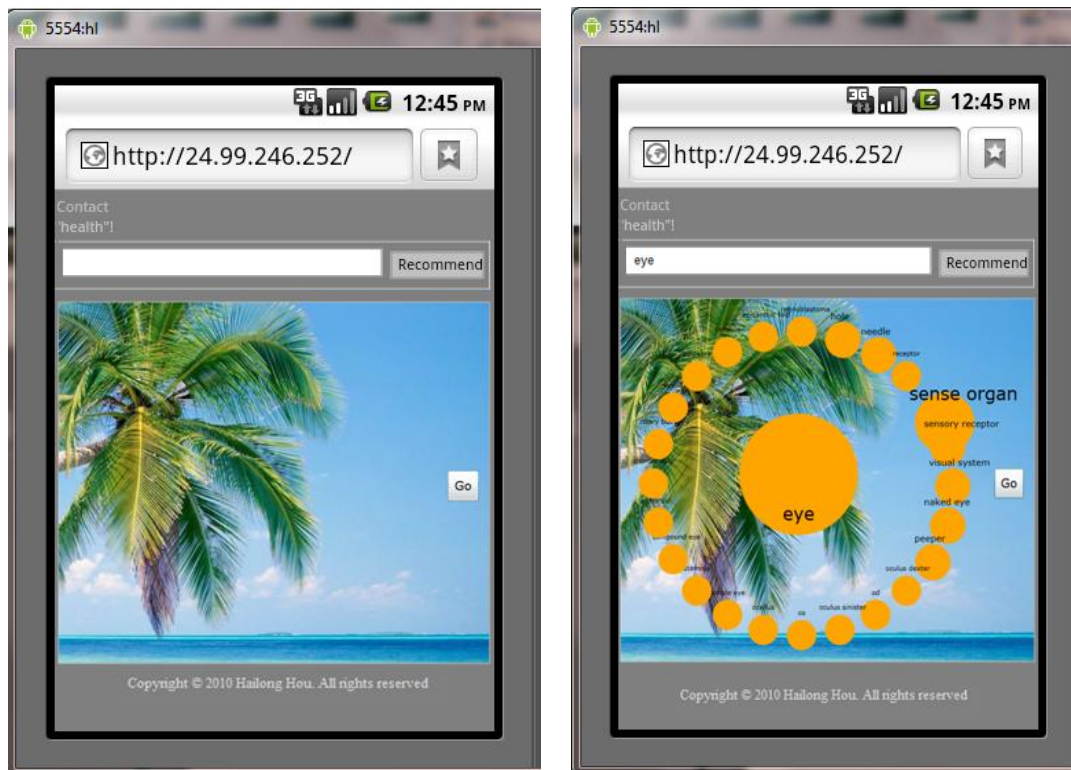 5554:hl
3G
12:45 PM
http://24.99.246.252/
Contact
'health"!
Recommend
Go
Copyright © 2010 Hailong Hou. All rights reserved
5554:hl
3G
12:45 PM
http://24.99.246.252/
Contact
'health"!
eye
Recommend
hole
needle
receptor
sense organ
sensory receptor
visual system
Go
naked eye
eye
peeper
oculus dexter
od
oculus sinister
os
oculus
Copyright © 2010 Hailong Hou. All rights reserved